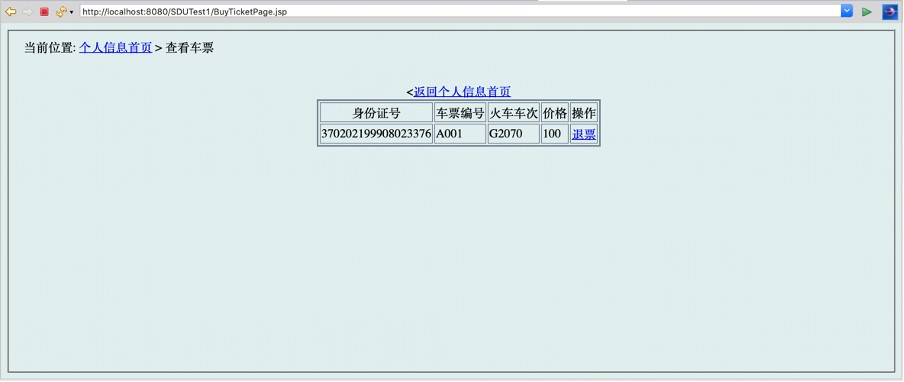 http://localhost:8080/SDUTest1/BuyTicketPage.jsp
当前位置: 个人信息首页 > 查看车票
<返回个人信息首页
身份证号 车票编号 火车车次 价格 操作
370202199908023376 A001 G2070 100 退票